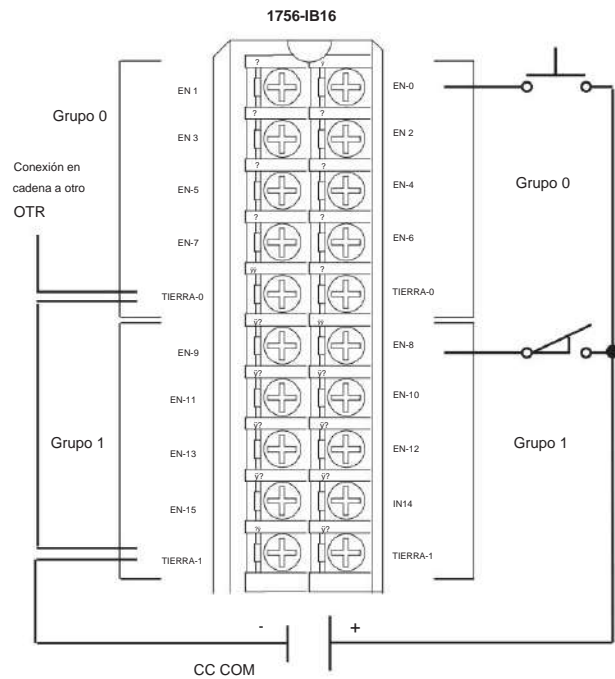 1756-IB16
EN 1
EN-0
Grupo 0
EN 3
EN 2
Conexión en
cadena a otro
OTR
EN-5
EN-4
Grupo 0
EN-7
EN-6
TIERRA-0
TIERRA-0
EN-9
EN-8
EN-11
EN-10
Grupo 1
Grupo 1
EN-13
EN-12
EN-15
IN14
TIERRA-1
TIERRA-1
-
+
CC COM